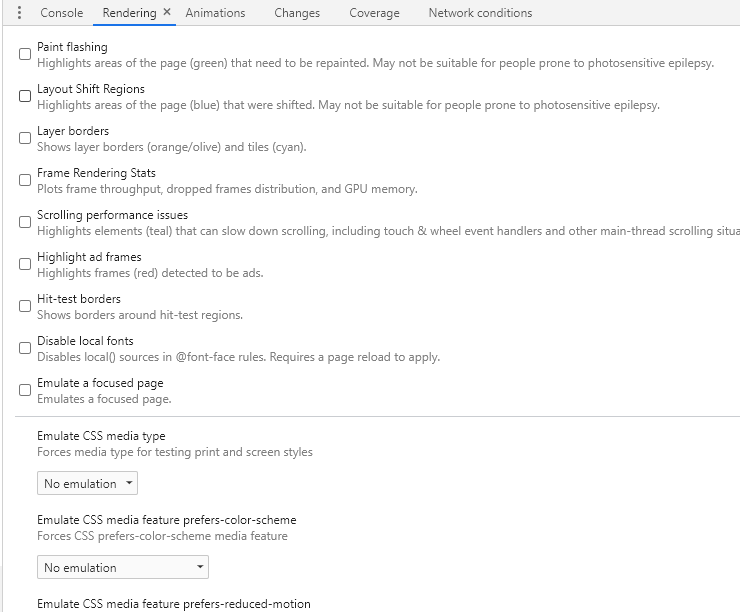 Console Rendering × Animations Changes Coverage Network conditions
Paint flashing
Highlights areas of the page (green) that need to be repainted. May not be suitable for people prone to photosensitive epilepsy.
Layout Shift Regions
Highlights areas of the page (blue) that were shifted. May not be suitable for people prone to photosensitive epilepsy.
Layer borders
Shows layer borders (orange/olive) and tiles (cyan).
Frame Rendering Stats
Plots frame throughput, dropped frames distribution, and GPU memory.
Scrolling performance issues
Highlights elements (teal) that can slow down scrolling, including touch & wheel event handlers and other main-thread scrolling situa
Highlight ad frames
Highlights frames (red) detected to be ads.
Hit-test borders
Shows borders around hit-test regions.
Disable local fonts
Disables local() sources in @font-face rules. Requires a page reload to apply.
Emulate a focused page
Emulates a focused page.
Emulate CSS media type
Forces media type for testing print and screen styles
No emulation
Emulate CSS media feature prefers-color-scheme
Forces CSS prefers-color-scheme media feature
No emulation
Emulate CSS media feature prefers-reduced-motion